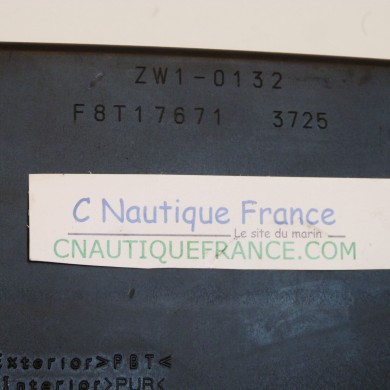 ZW1-0132
F8T17671 3725
C Nautique France
Le site du marin
CNAUTIQUEFRANCE.COM
Exterior>PBT<
Interior>PUR<